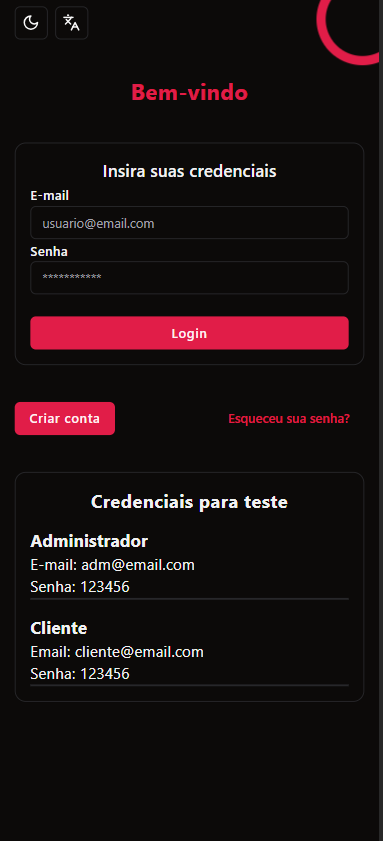 Bem-vindo
Insira suas credenciais
E-mail
usuario@email.com
Senha
***********
Login
Criar conta
Esqueceu sua senha?
Credenciais para teste
Administrador
E-mail: adm@email.com
Senha: 123456
Cliente
Email: cliente@email.com
Senha: 123456